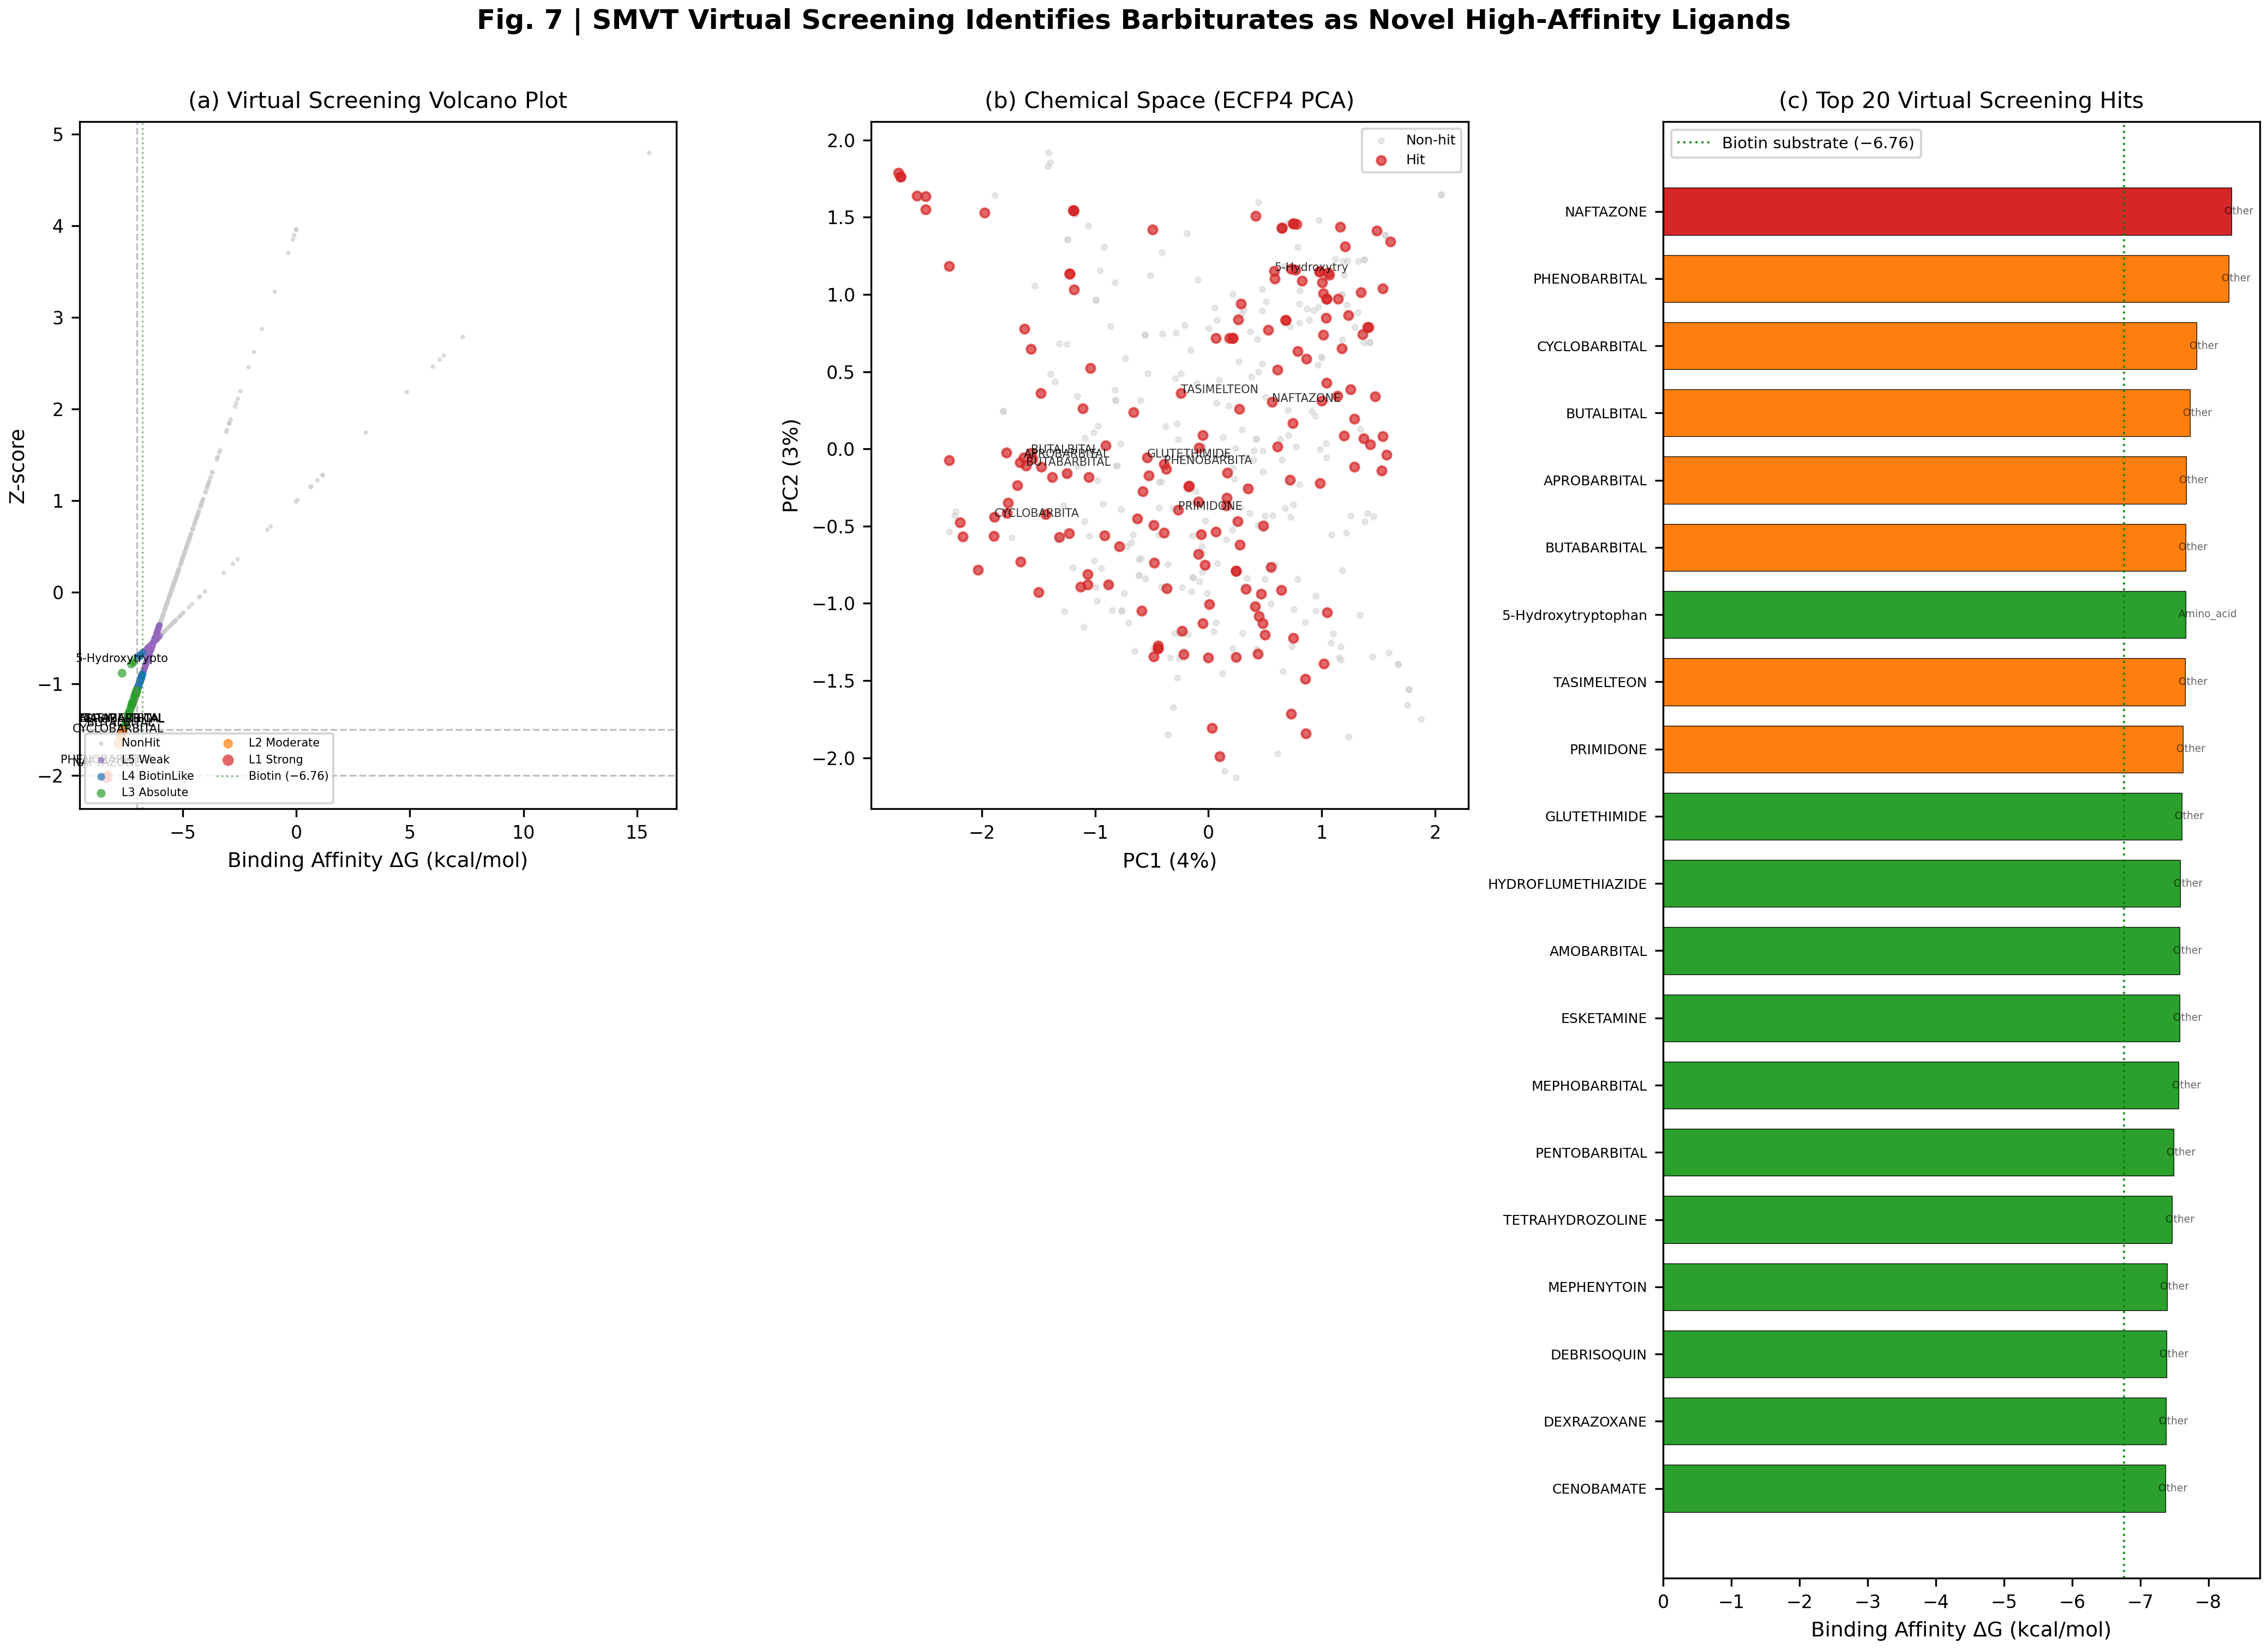 Fig. 7 | SMVT Virtual Screening Identifies Barbiturates as Novel High-Affinity Ligands
(a) Virtual Screening Volcano Plot
Z-score
5
4
3
2
1
0
−1
−2
5-Hydroxytrypto
CYCLOBARBITAL
NonHit
L5 Weak
L4 BiotinLike
L3 Absolute
L2 Moderate
L1 Strong
Biotin (−6.76)
−5
0
5
10
15
Binding Affinity ΔG (kcal/mol)
(b) Chemical Space (ECFP4 PCA)
Non-hit
Hit
PC2 (3%)
2.0
1.5
1.0
0.5
0.0
−0.5
−1.0
−1.5
−2.0
5-Hydroxytry
TASIMELTEON
NAFTAZONE
BUTALBITAL
APROBARBITAL
BUTABARBITAL
GLUTETHIMIDE
PHENOBARBITA
PRIMIDONE
CYCLOBARBITA
−2
−1
0
1
2
PC1 (4%)
(c) Top 20 Virtual Screening Hits
Biotin substrate (−6.76)
NAFTAZONE Other
PHENOBARBITAL Other
CYCLOBARBITAL Other
BUTALBITAL Other
APROBARBITAL Other
BUTABARBITAL Other
5-Hydroxytryptophan Amino_acid
TASIMELTEON Other
PRIMIDONE Other
GLUTETHIMIDE Other
HYDROFLUMETHIAZIDE Other
AMOBARBITAL Other
ESKETAMINE Other
MEPHOBARBITAL Other
PENTOBARBITAL Other
TETRAHYDROZOLINE Other
MEPHENYTOIN Other
DEBRISOQUIN Other
DEXRAZOXANE Other
CENOBAMATE Other
0
−1
−2
−3
−4
−5
−6
−7
−8
Binding Affinity ΔG (kcal/mol)